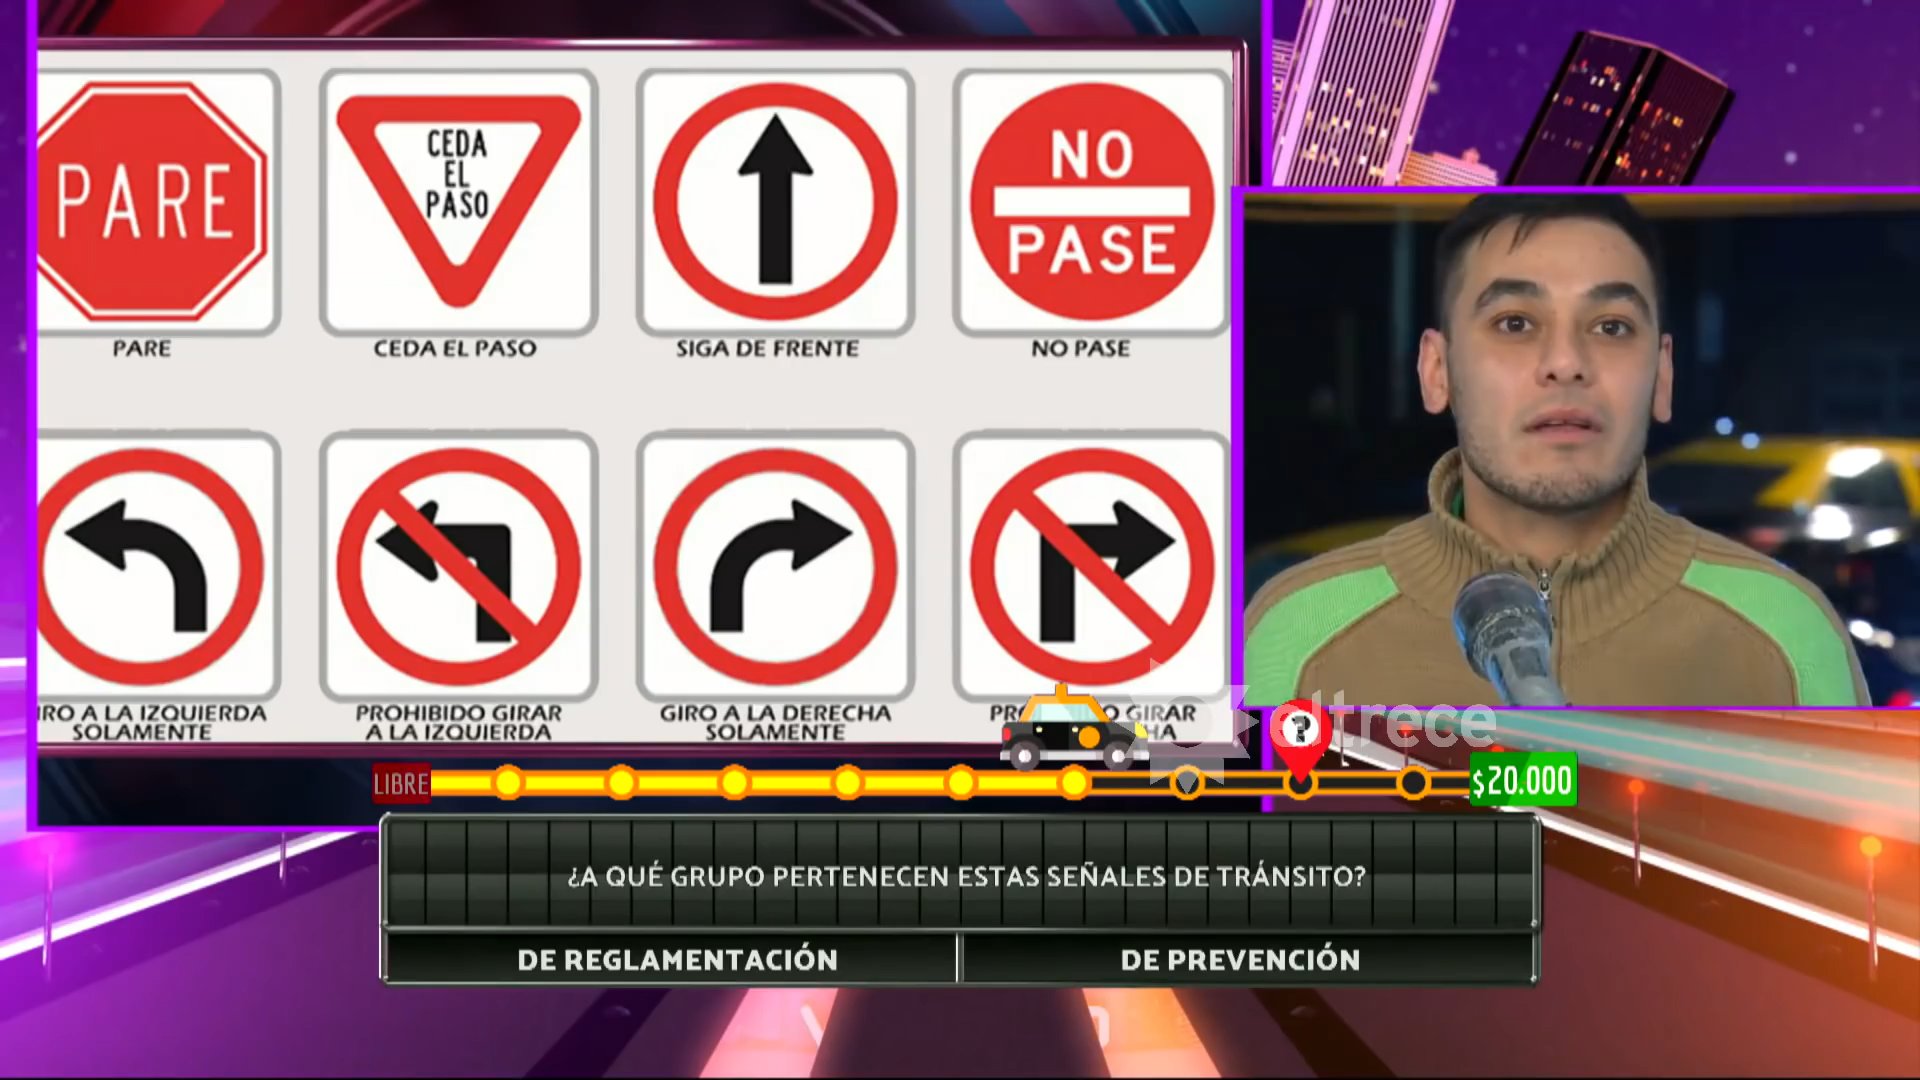 PARE
CEDA
EL
PASO
NO
PASE
PARE
CEDA EL PASO
SIGA DE FRENTE
NO PASE
IRO A LA IZQUIERDA
SOLAMENTE
PROHIBIDO GIRAR
A LA IZQUIERDA
GIRO A LA DERECHA
SOLAMENTE
GIRAR
eltrece
?
LIBRE
$20.000
¿A QUÉ GRUPO PERTENECEN ESTAS SEÑALES DE TRÁNSITO?
DE REGLAMENTACIÓN
DE PREVENCIÓN